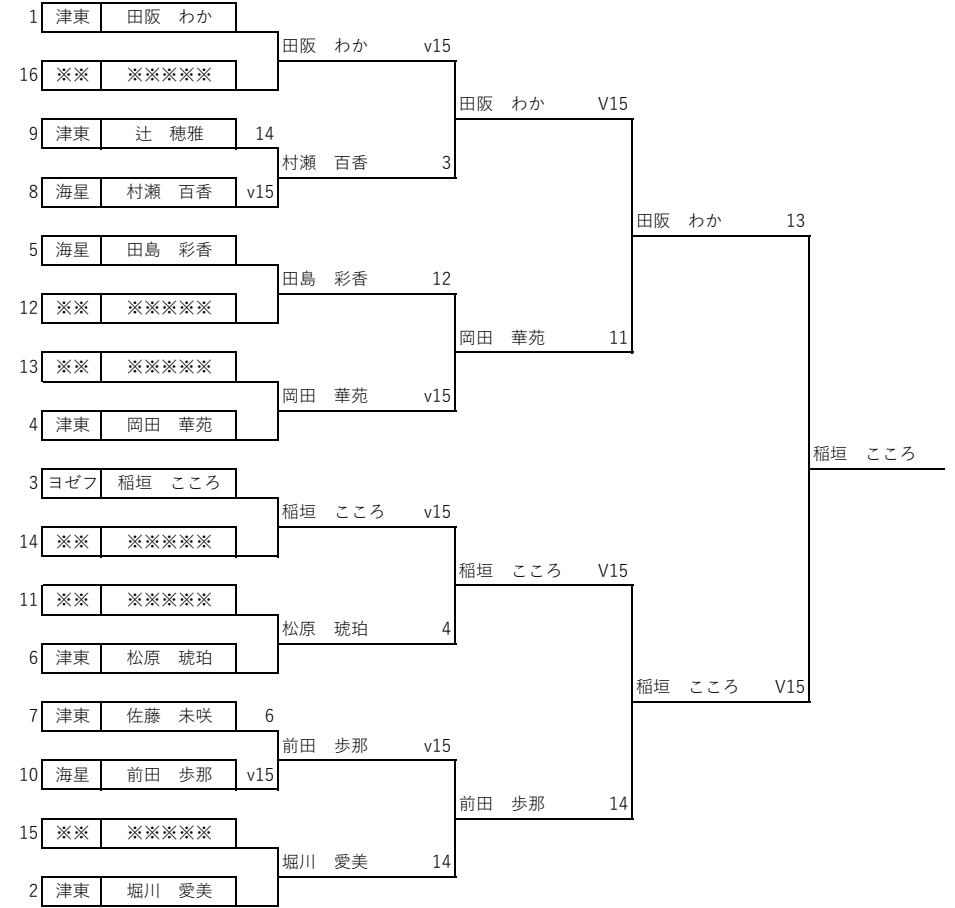 1 津東 田阪 わか
田阪 わか v15
16 ※※ ※※※※※
田阪 わか V15
9 津東 辻 穂雅 14
村瀬 百香 3
8 海星 村瀬 百香 v15
田阪 わか 13
5 海星 田島 彩香
田島 彩香 12
12 ※※ ※※※※※
岡田 華苑 11
13 ※※ ※※※※※
岡田 華苑 v15
4 津東 岡田 華苑
稲垣 こころ
3 ヨゼフ 稲垣 こころ
稲垣 こころ v15
14 ※※ ※※※※※
稲垣 こころ V15
11 ※※ ※※※※※
松原 琥珀 4
6 津東 松原 琥珀
稲垣 こころ V15
7 津東 佐藤 未咲 6
前田 歩那 v15
10 海星 前田 歩那 v15
前田 歩那 14
15 ※※ ※※※※※
堀川 愛美 14
2 津東 堀川 愛美